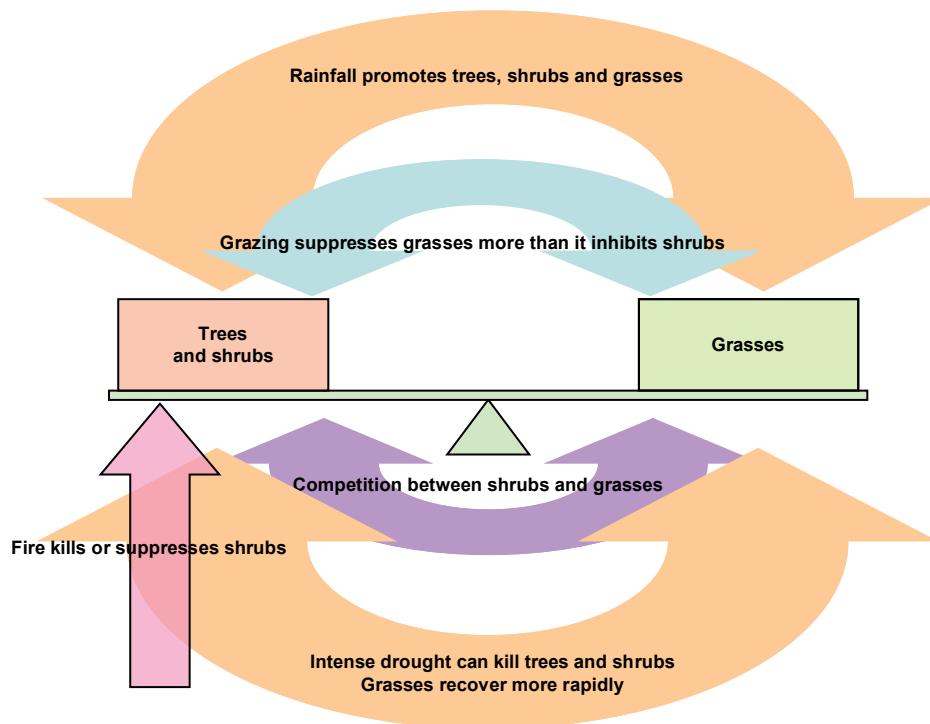 Rainfall promotes trees, shrubs and grasses
Grazing suppresses grasses more than it inhibits shrubs
Trees
and shrubs
Grasses
Competition between shrubs and grasses
Fire kills or suppresses shrubs
Intense drought can kill trees and shrubs
Grasses recover more rapidly